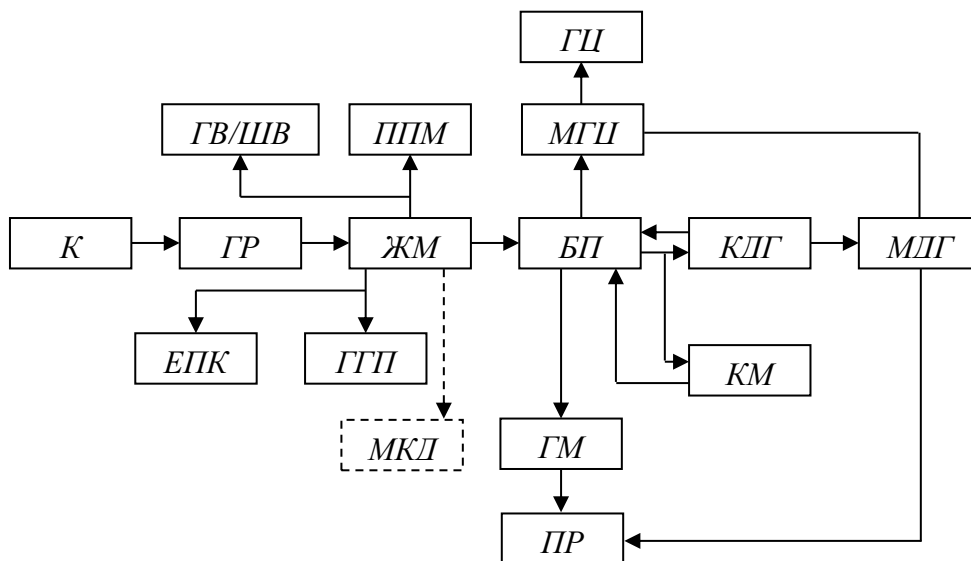 ГЦ
ГВ/ШВ ППМ МГЦ
К ГР ЖМ БП КДГ МДГ
ЕПК ГГП КМ
МКД ГМ
ПР